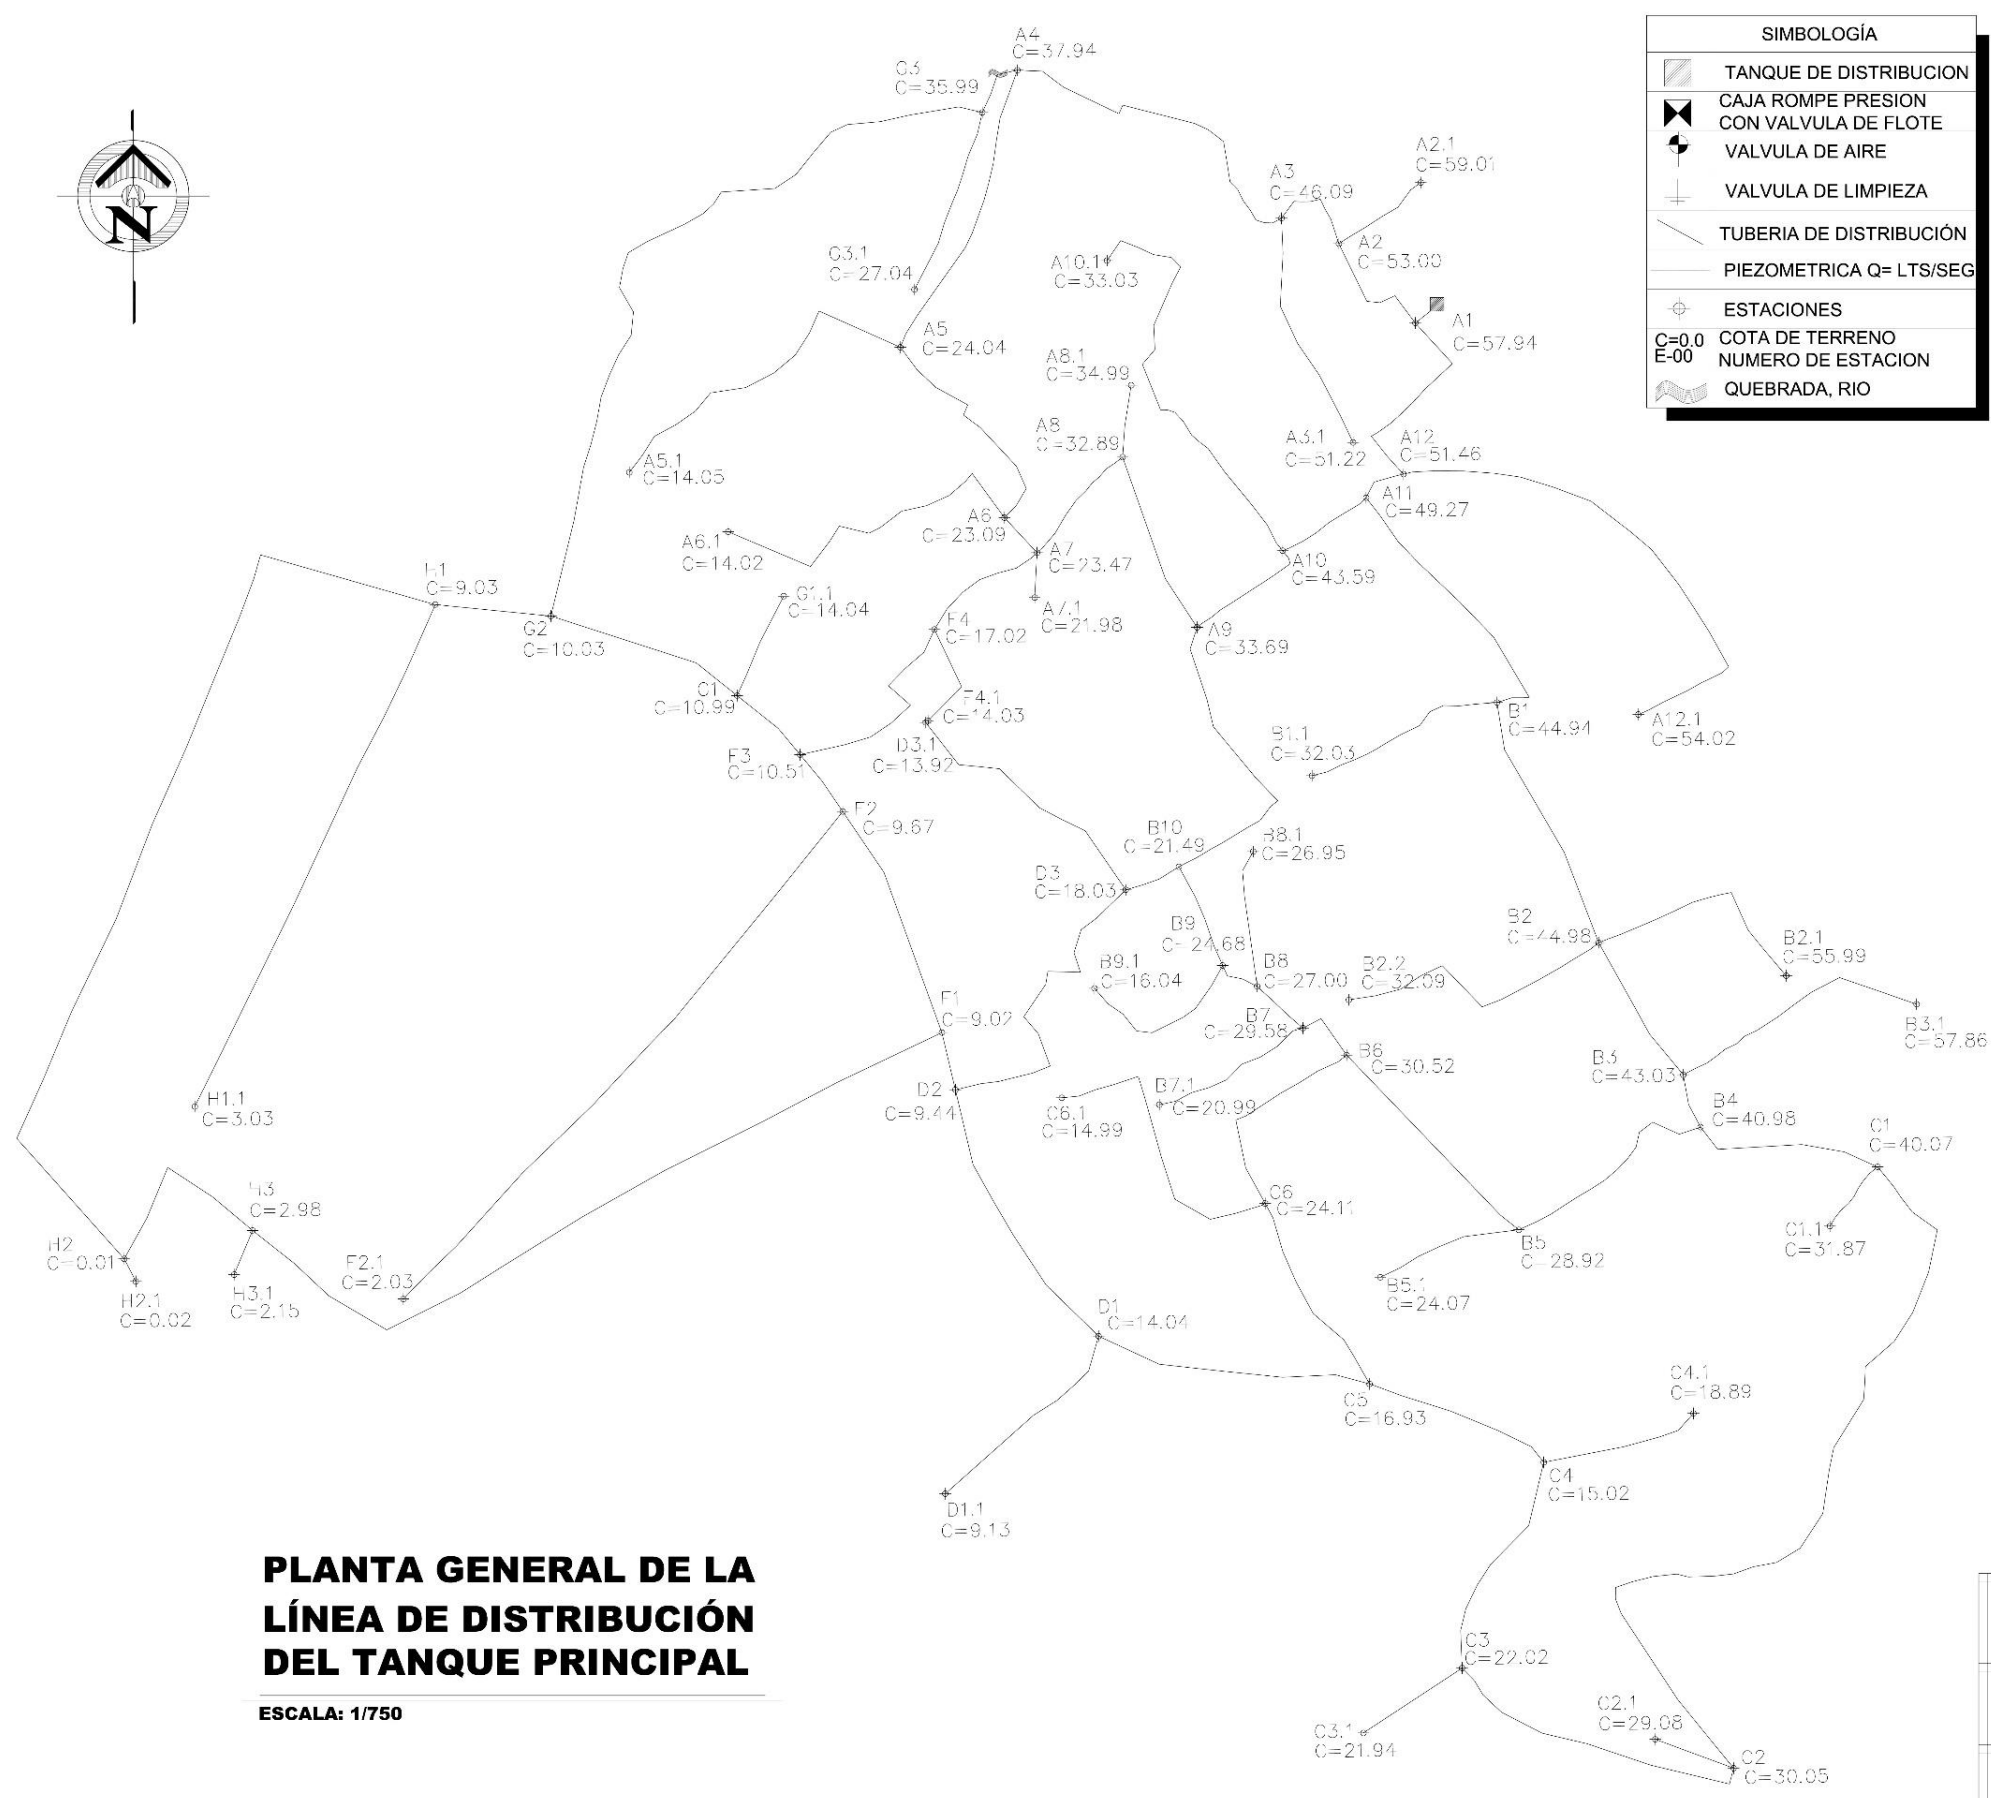 A4
C=37.94
G3
C=35.99
SIMBOLOGÍA
TANQUE DE DISTRIBUCION
CAJA ROMPE PRESION
CON VALVULA DE FLOTE
VALVULA DE AIRE
VALVULA DE LIMPIEZA
TUBERIA DE DISTRIBUCIÓN
PIEZOMETRICA Q= LTS/SEG
ESTACIONES
C=0.0 COTA DE TERRENO
E-00 NUMERO DE ESTACION
QUEBRADA, RIO
N
A2.1
C=59.01
A3
C=46.09
A2
C=53.00
G3.1
C=27.04
A10.1
C=33.03
A1
C=57.94
A5
C=24.04
A8.1
C=34.99
A8
C=32.89
A3.1
C=51.22
A12
C=51.46
A5.1
C=14.05
A11
C=49.27
A6
C=23.09
A6.1
C=14.02
A7
C=23.47
A10
C=43.59
H1
C=9.03
G1.1
C=14.04
A7.1
C=21.98
G2
C=10.03
F4
C=17.02
A9
C=33.69
G1
C=10.99
F4.1
C=14.03
D3.1
C=13.92
B1
C=44.94
A12.1
C=54.02
B1.1
C=32.03
F3
C=10.51
F2
C=9.67
B10
C=21.49
B8.1
C=26.95
D3
C=18.03
B9
C=24.68
B2
C=44.98
B2.1
C=55.99
B9.1
C=16.04
B8
C=27.00
B2.2
C=32.09
F1
C=9.02
B7
C=29.58
B3.1
C=57.86
B6
C=30.52
B3
C=43.03
D2
C=9.44
H1.1
C=3.03
C6.1
C=14.99
B7.1
C=20.99
B4
C=40.98
C1
C=40.07
H3
C=2.98
C6
C=24.11
C1.1
C=31.87
H2
C=0.01
B5
C=28.92
F2.1
C=2.03
H3.1
C=2.15
H2.1
C=0.02
B5.1
C=24.07
D1
C=14.04
C5
C=16.93
C4.1
C=18.89
C4
C=15.02
D1.1
C=9.13
PLANTA GENERAL DE LA
LÍNEA DE DISTRIBUCIÓN
DEL TANQUE PRINCIPAL
ESCALA: 1/750
C3
C=22.02
C2.1
C=29.08
C3.1
C=21.94
C2
C=30.05